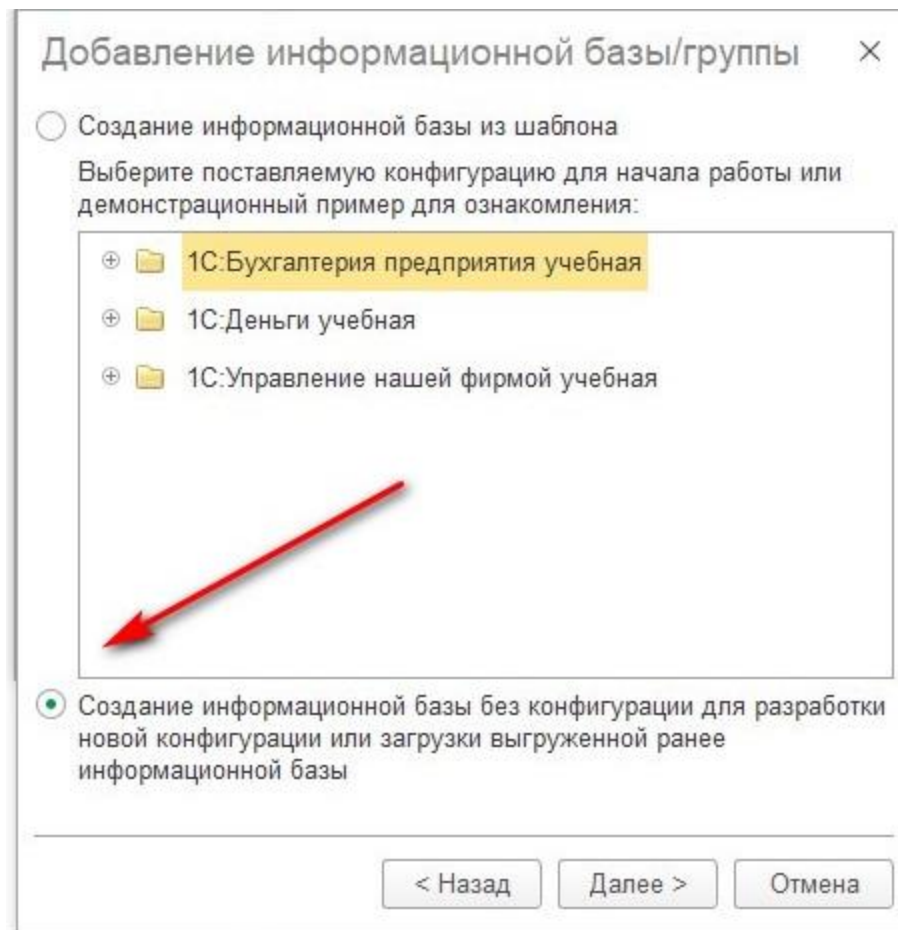 Добавление информационной базы/группы
Создание информационной базы из шаблона
Выберите поставляемую конфигурацию для начала работы или
демонстрационный пример для ознакомления:
1С:Бухгалтерия предприятия учебная
1С:Деньги учебная
1С:Управление нашей фирмой учебная
Создание информационной базы без конфигурации для разработки
новой конфигурации или загрузки выгруженной ранее
информационной базы
< Назад Далее > Отмена